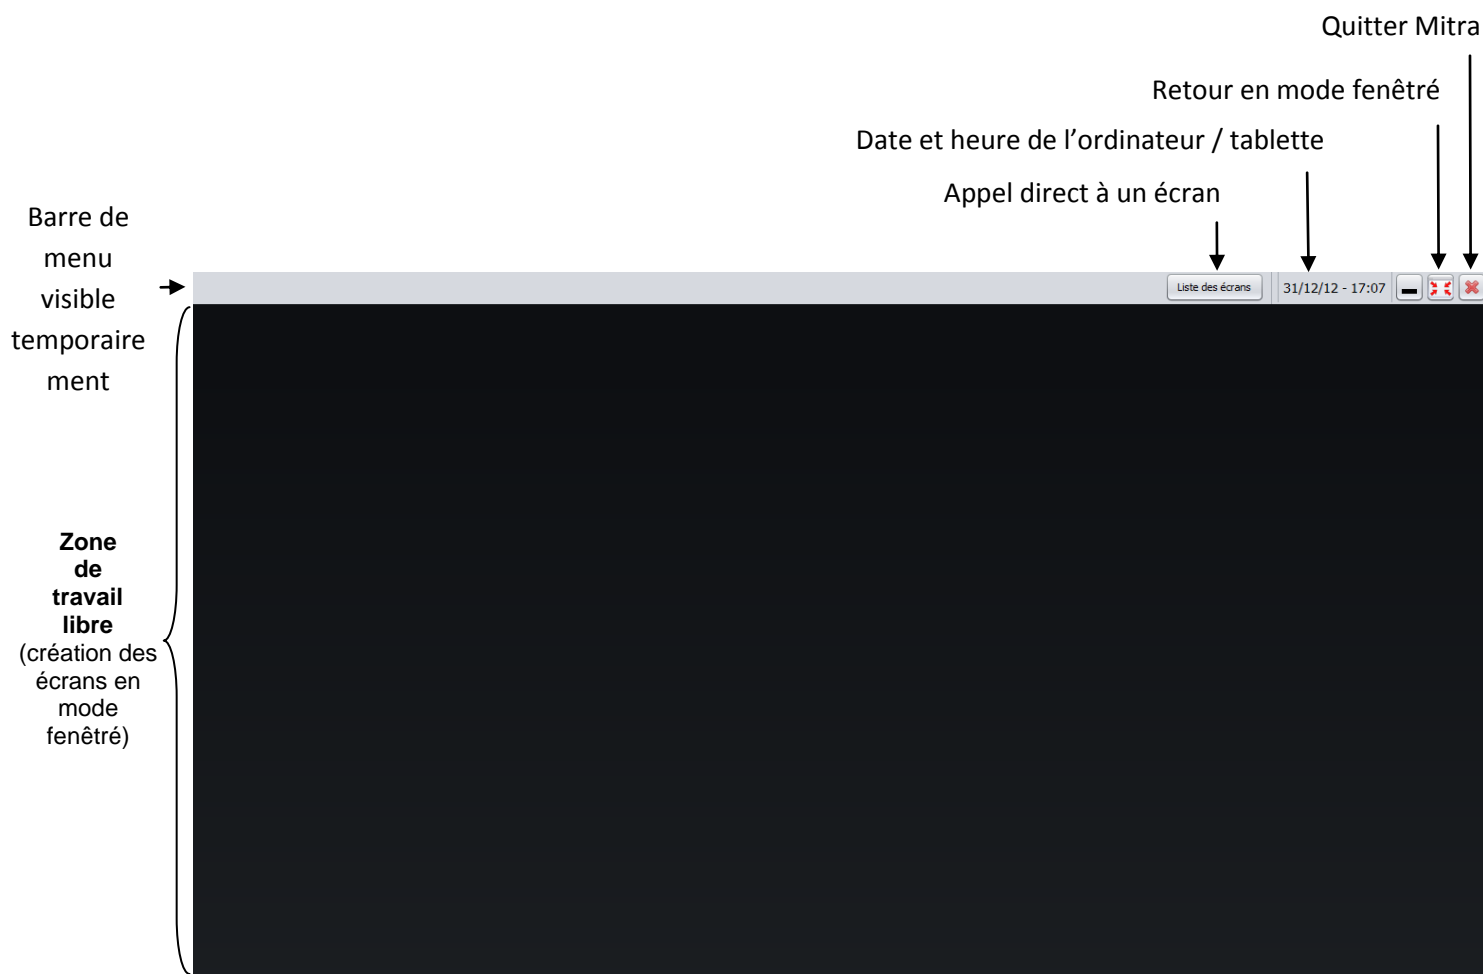 Quitter Mitra
Retour en mode fenêtré
Date et heure de l’ordinateur / tablette
Appel direct à un écran
Barre de
menu
visible
temporaire
ment
Liste des écrans
31/12/12 - 17:07
Zone
de
travail
libre
(création des
écrans en
mode
fenêtré)